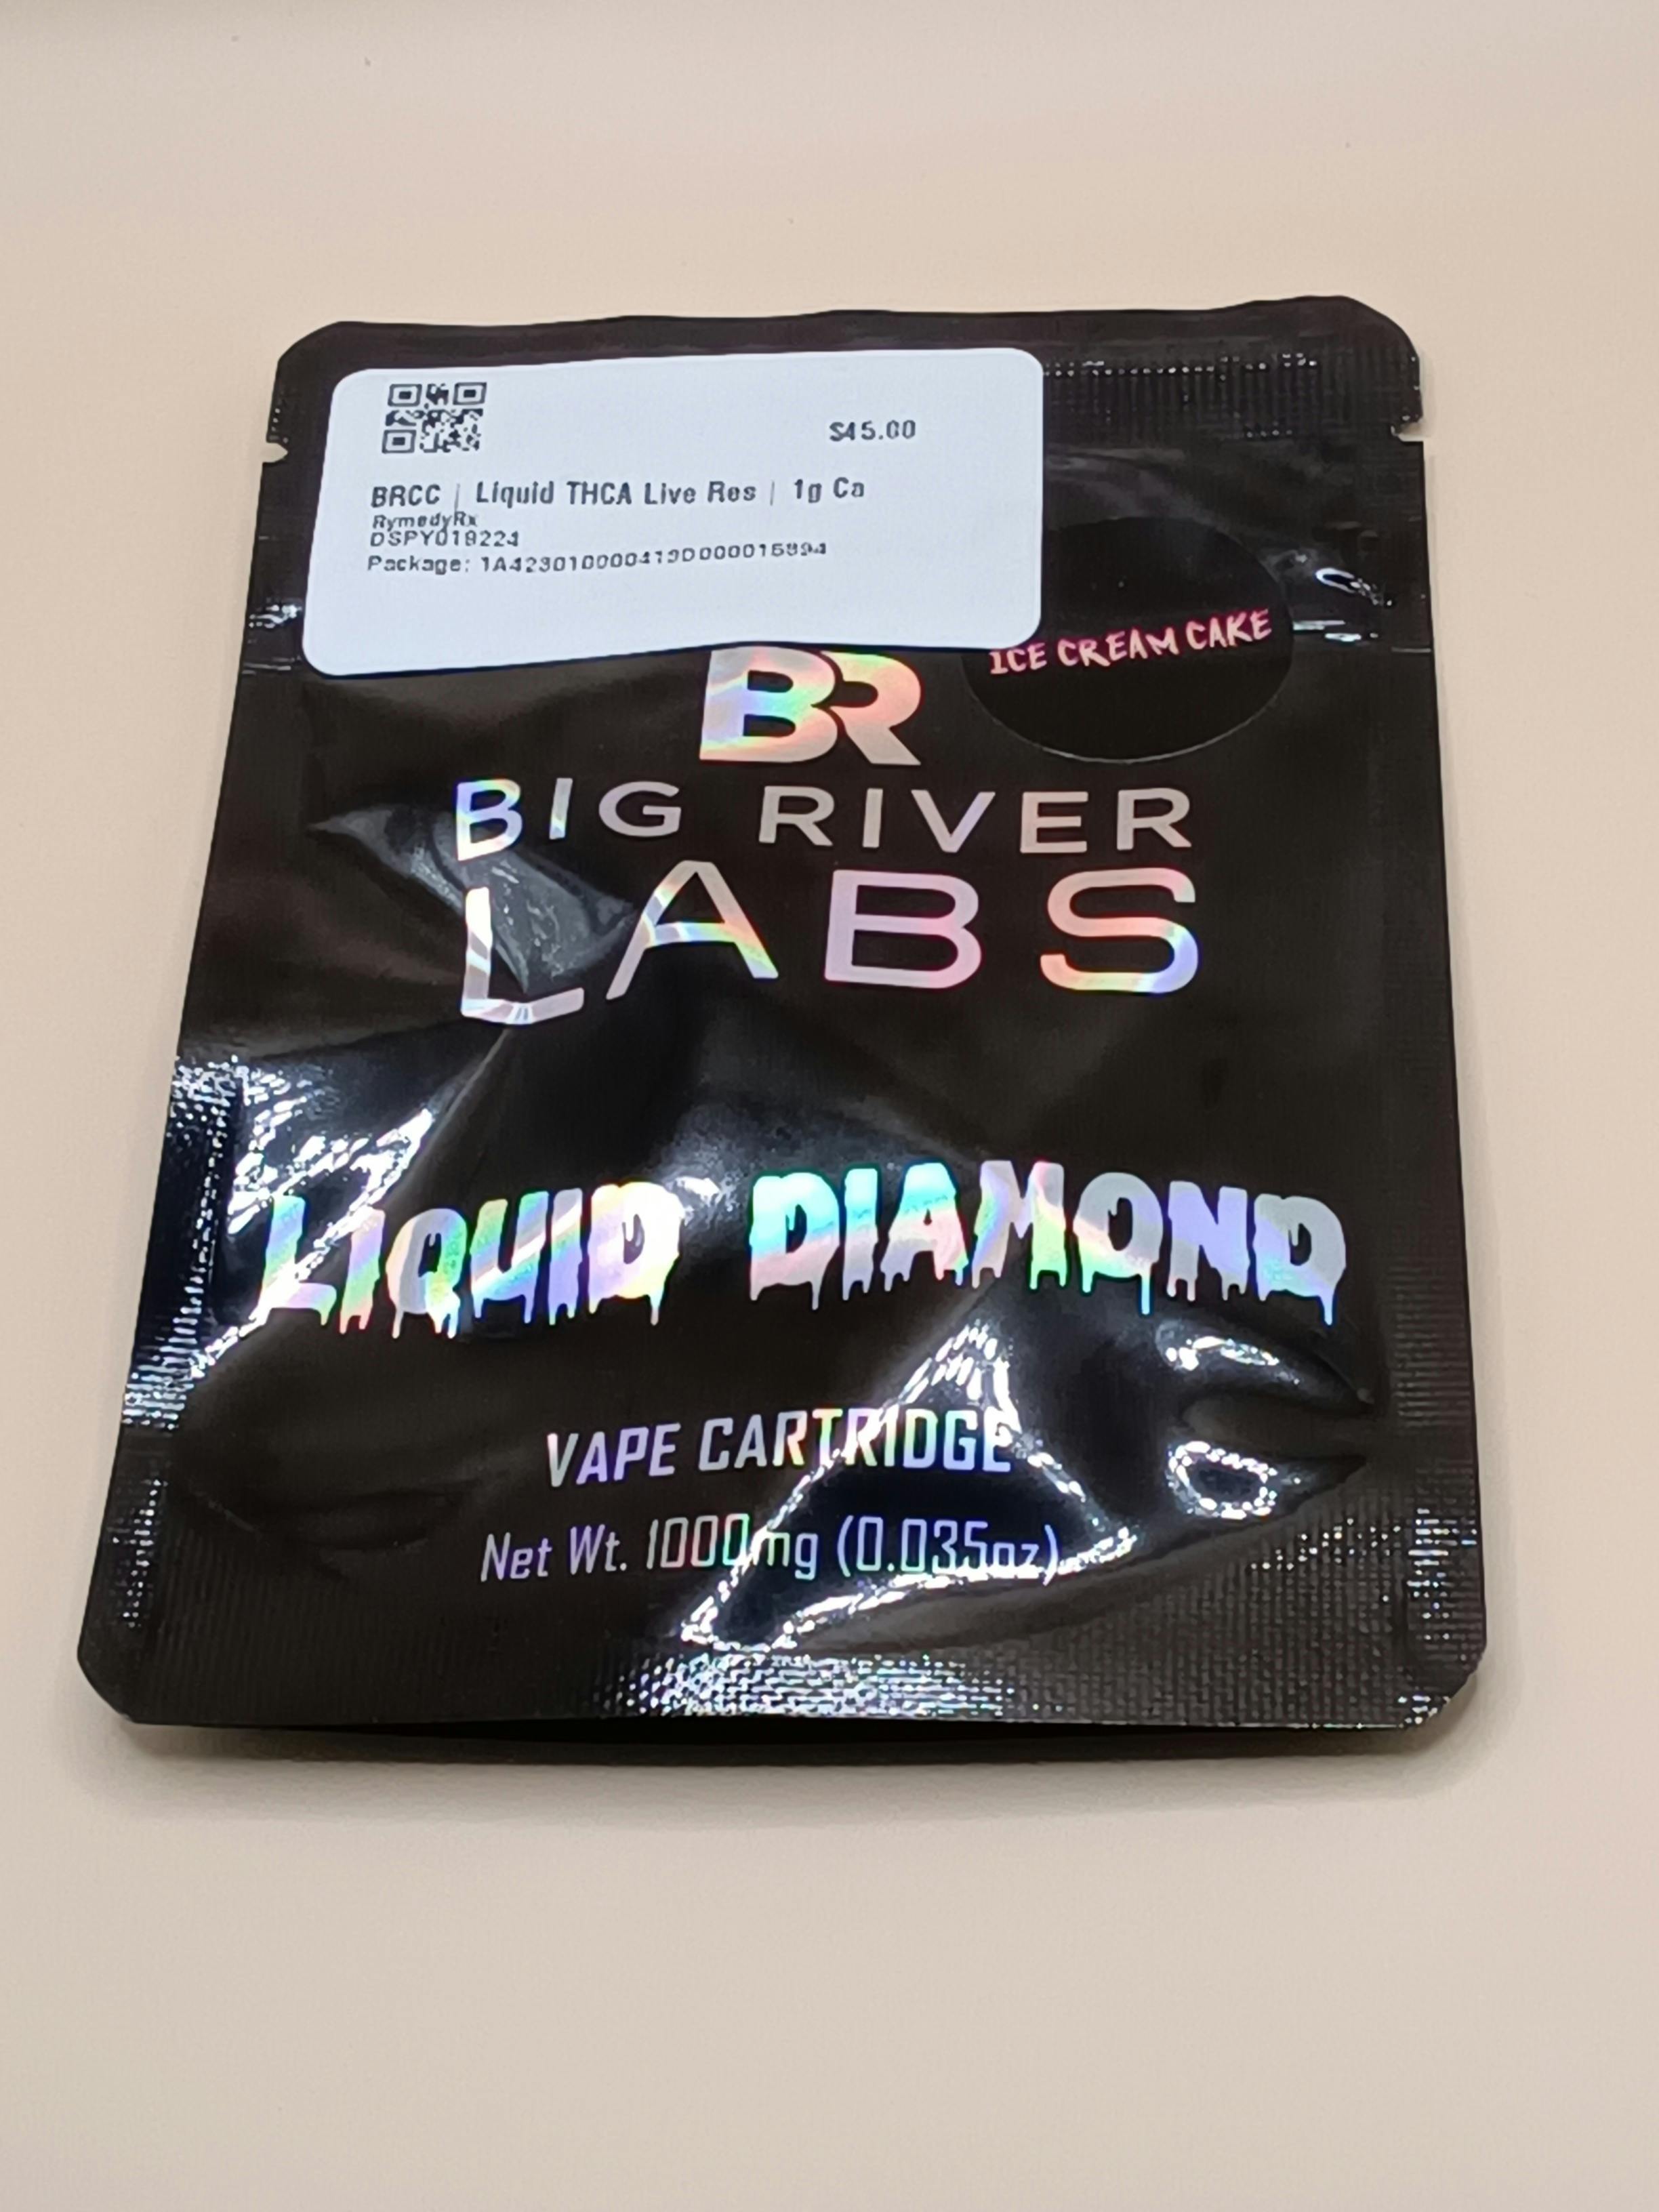 $45.00
BRCC | Liquid THCA Live Res | 1g Ca
RymedyRx
DSPY019224
Package:
ICE CREAM CAKE
BR
BIG RIVER
LABS
LIQUID DIAMOND
VAPE CARTRIDGE
Net Wt. 1000mg (0.035oz)